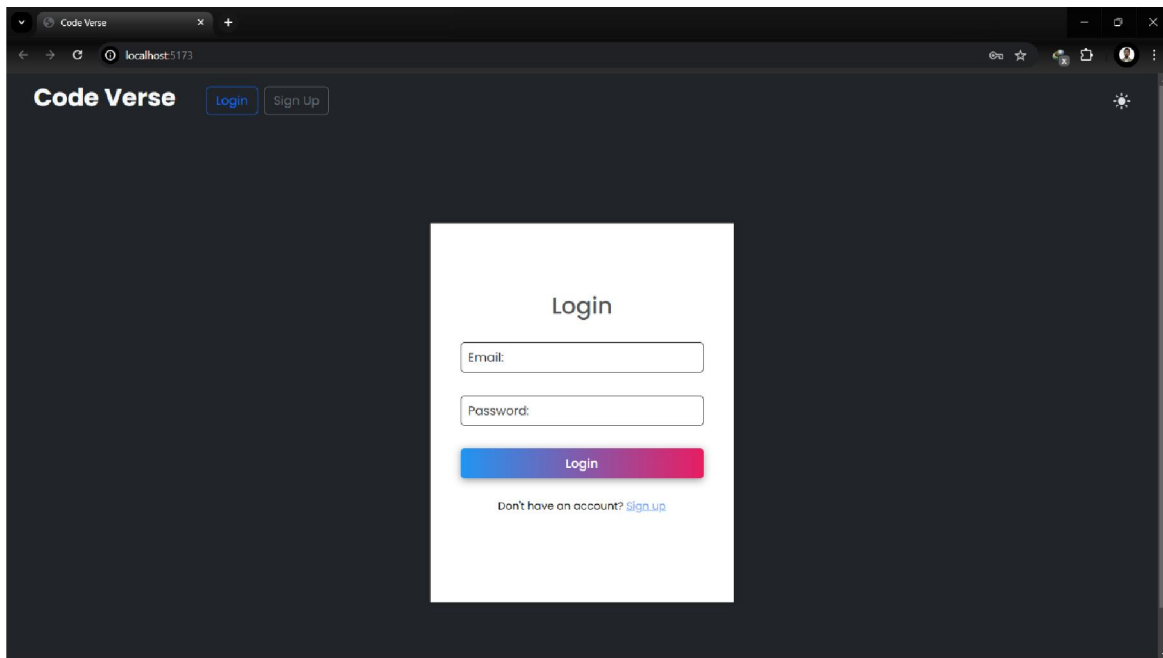 Code Verse
localhost:5173
Code Verse
Login
Sign Up
Login
Email:
Password:
Login
Don't have an account? Sign up